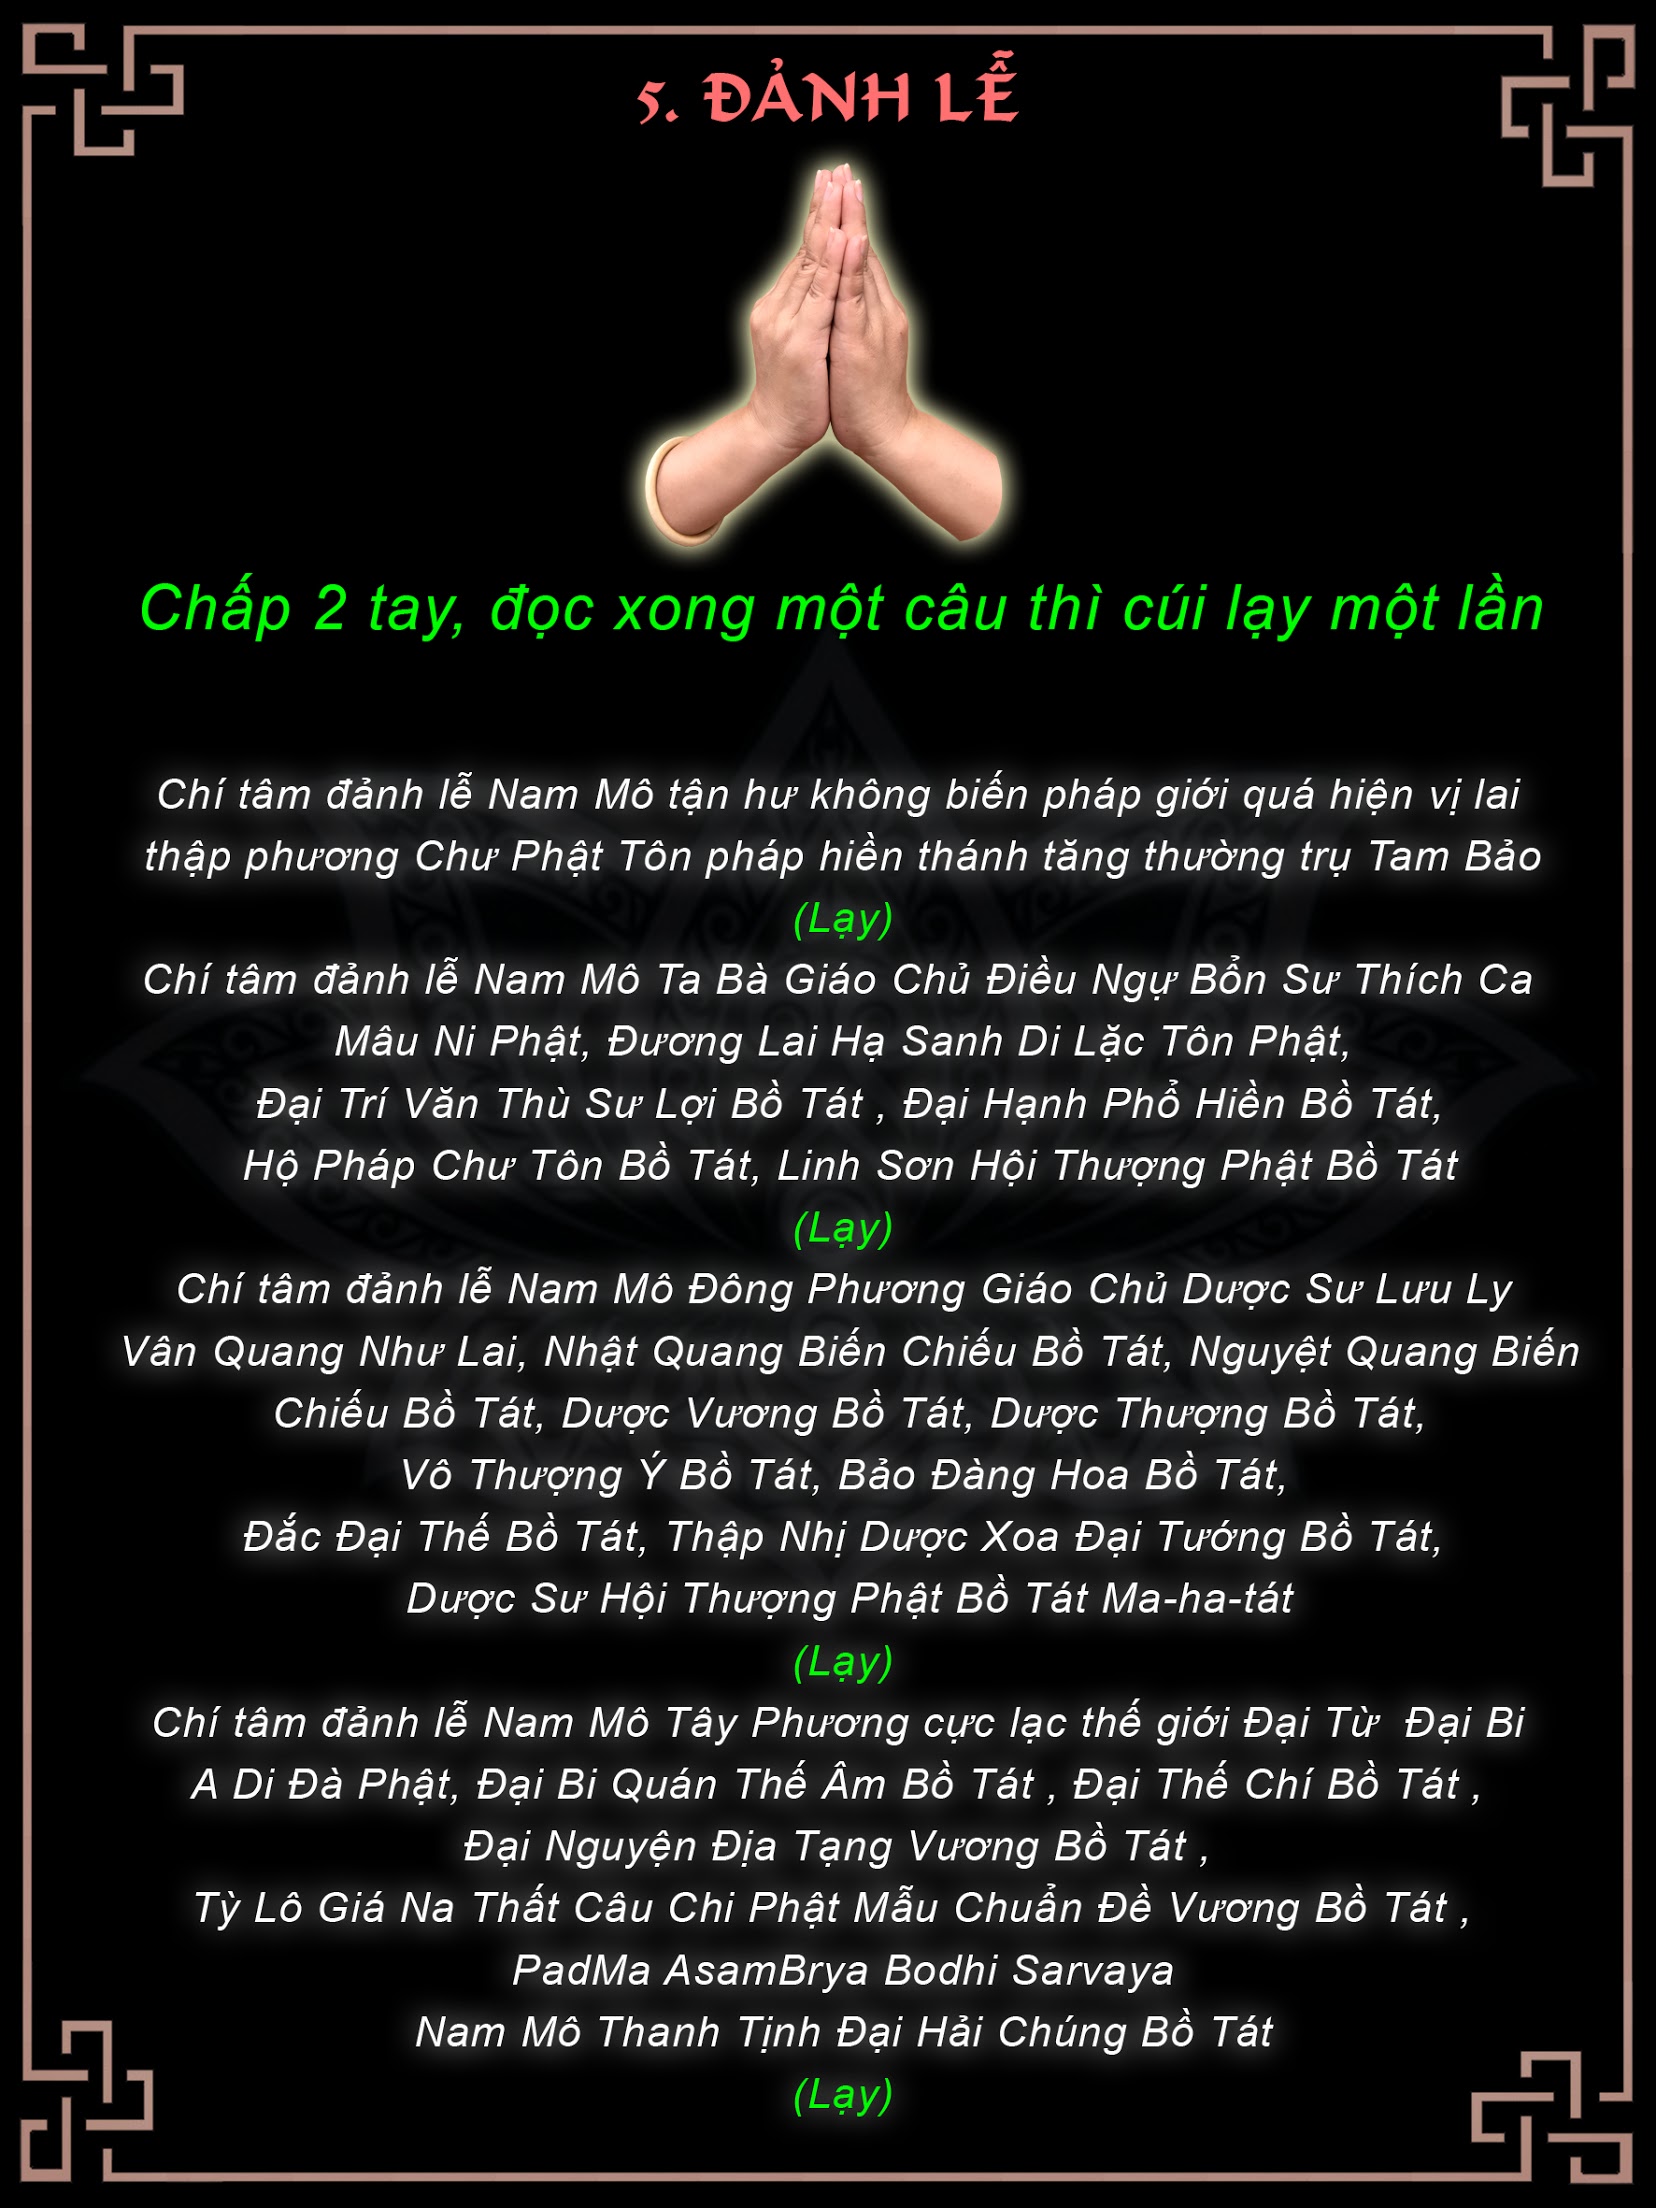 5. ĐẢNH LỄ
Chấp 2 tay, đọc xong một câu thì cúi lạy một lần
Chí tâm đảnh lễ Nam Mô tận hư không biến pháp giới quá hiện vị lai
thập phương Chư Phật Tôn pháp hiền thánh tăng thường trụ Tam Bảo
(Lạy)
Chí tâm đảnh lễ Nam Mô Ta Bà Giáo Chủ Điều Ngự Bổn Sư Thích Ca
Mâu Ni Phật, Đương Lai Hạ Sanh Di Lặc Tôn Phật,
Đại Trí Văn Thù Sư Lợi Bồ Tát , Đại Hạnh Phổ Hiền Bồ Tát,
Hộ Pháp Chư Tôn Bồ Tát, Linh Sơn Hội Thượng Phật Bồ Tát
(Lạy)
Chí tâm đảnh lễ Nam Mô Đông Phương Giáo Chủ Dược Sư Lưu Ly
Vân Quang Như Lai, Nhật Quang Biến Chiếu Bồ Tát, Nguyệt Quang Biến
Chiếu Bồ Tát, Dược Vương Bồ Tát, Dược Thượng Bồ Tát,
Vô Thượng Ý Bồ Tát, Bảo Đàng Hoa Bồ Tát,
Đắc Đại Thế Bồ Tát, Thập Nhị Dược Xoa Đại Tướng Bồ Tát,
Dược Sư Hội Thượng Phật Bồ Tát Ma-ha-tát
(Lạy)
Chí tâm đảnh lễ Nam Mô Tây Phương cực lạc thế giới Đại Từ  Đại Bi
A Di Đà Phật, Đại Bi Quán Thế Âm Bồ Tát , Đại Thế Chí Bồ Tát ,
Đại Nguyện Địa Tạng Vương Bồ Tát ,
Tỳ Lô Giá Na Thất Câu Chi Phật Mẫu Chuẩn Đề Vương Bồ Tát ,
PadMa AsamBrya Bodhi Sarvaya
Nam Mô Thanh Tịnh Đại Hải Chúng Bồ Tát
(Lạy)